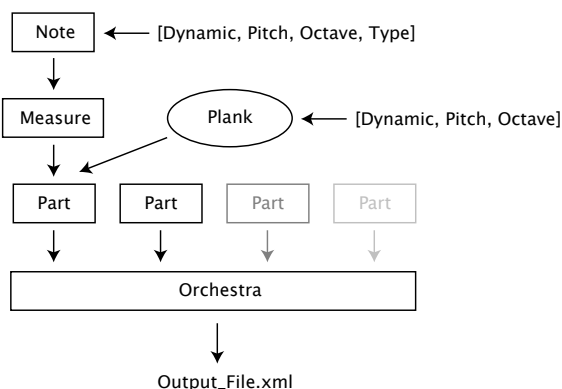 Note
[Dynamic, Pitch, Octave, Type]
Measure
Plank
[Dynamic, Pitch, Octave]
Part
Part
Part
Part
Orchestra
Output_File.xml